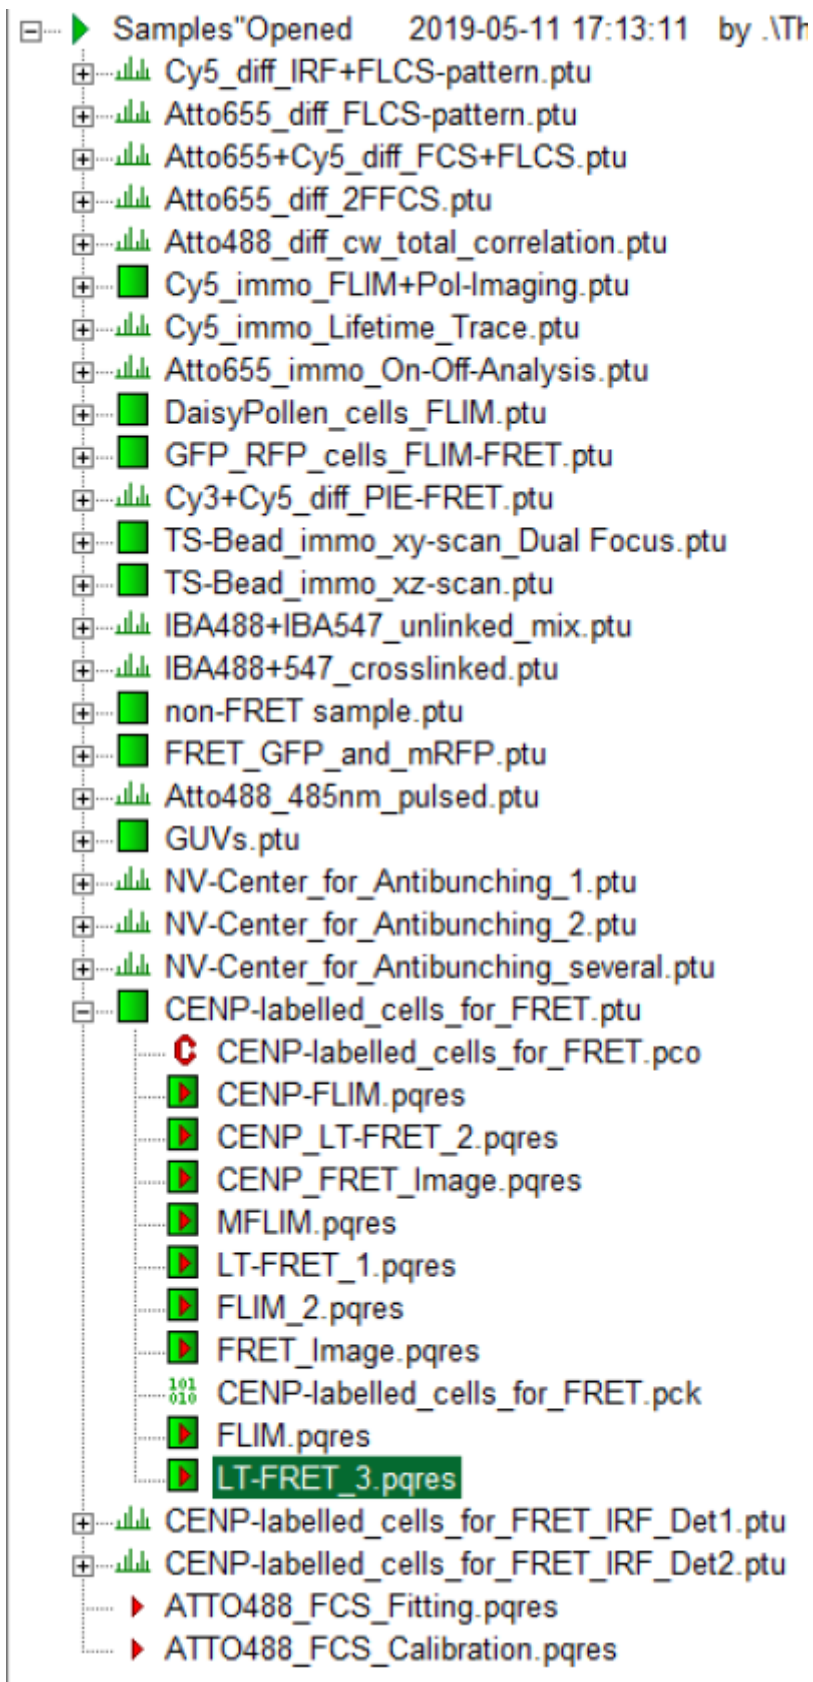 Samples"Opened 2019-05-11 17:13:11 by .\Th
Cy5_diff_IRF+FLCS-pattern.ptu
Atto655_diff_FLCS-pattern.ptu
Atto655+Cy5_diff_FCS+FLCS.ptu
Atto655_diff_2FFCS.ptu
Atto488_diff_cw_total_correlation.ptu
Cy5_immo_FLIM+Pol-Imaging.ptu
Cy5_immo_Lifetime_Trace.ptu
Atto655_immo_On-Off-Analysis.ptu
DaisyPollen_cells_FLIM.ptu
GFP_RFP_cells_FLIM-FRET.ptu
Cy3+Cy5_diff_PIE-FRET.ptu
TS-Bead_immo_xy-scan_Dual Focus.ptu
TS-Bead_immo_xz-scan.ptu
IBA488+IBA547_unlinked_mix.ptu
IBA488+547_crosslinked.ptu
non-FRET sample.ptu
FRET_GFP_and_mRFP.ptu
Atto488_485nm_pulsed.ptu
GUVs.ptu
NV-Center_for_Antibunching_1.ptu
NV-Center_for_Antibunching_2.ptu
NV-Center_for_Antibunching_several.ptu
CENP-labelled_cells_for_FRET.ptu
C CENP-labelled_cells_for_FRET.pco
CENP-FLIM.pqres
CENP_LT-FRET_2.pqres
CENP_FRET_Image.pqres
MFLIM.pqres
LT-FRET_1.pqres
FLIM_2.pqres
FRET_Image.pqres
101
010 CENP-labelled_cells_for_FRET.pck
FLIM.pqres
LT-FRET_3.pqres
CENP-labelled_cells_for_FRET_IRF_Det1.ptu
CENP-labelled_cells_for_FRET_IRF_Det2.ptu
ATTO488_FCS_Fitting.pqres
ATTO488_FCS_Calibration.pqres